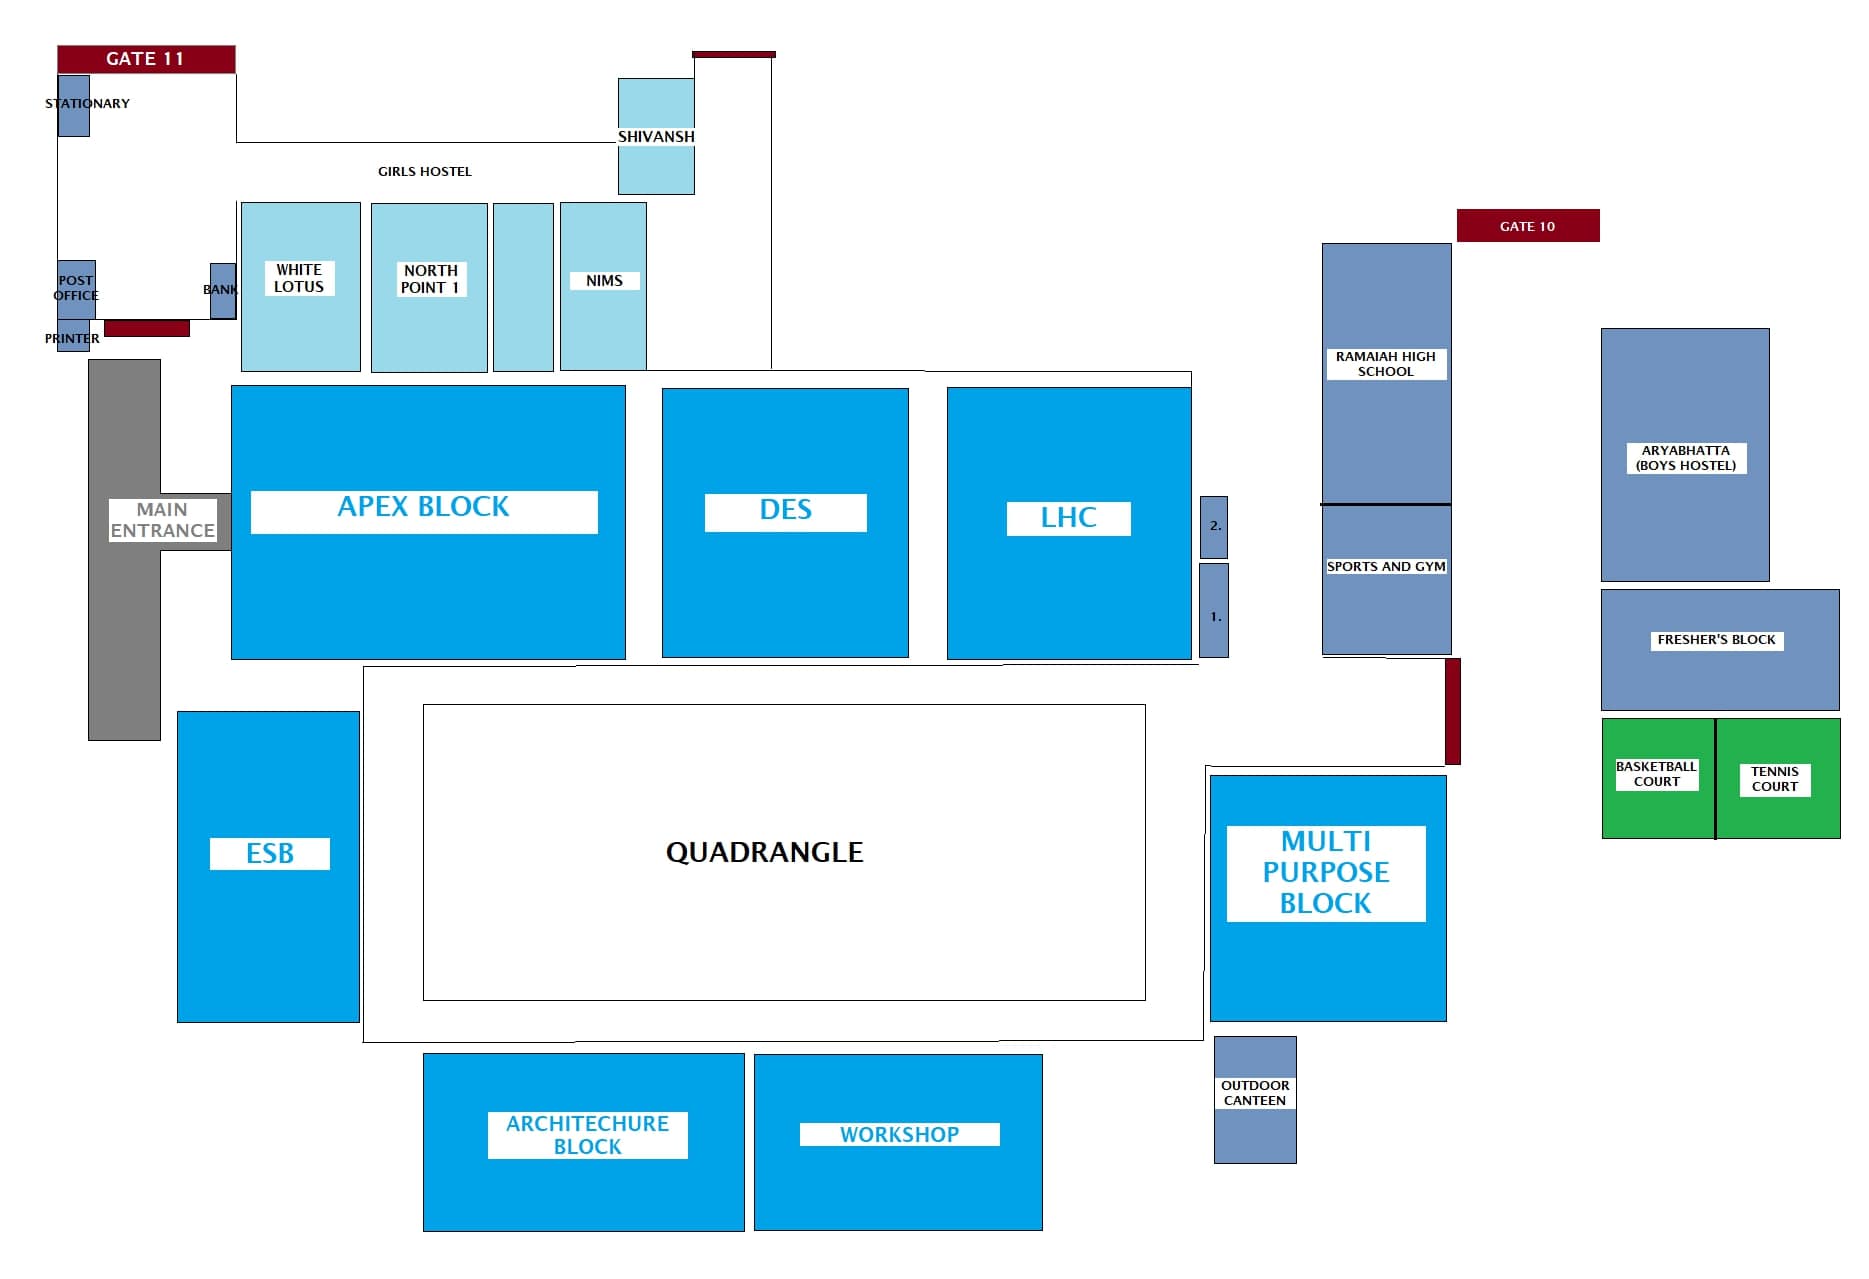 GATE 11
STATIONARY
SHIVANSH
GIRLS HOSTEL
GATE 10
POST
OFFICE
BANK
WHITE
LOTUS
NORTH
POINT 1
NIMS
PRINTER
RAMAIAH HIGH
SCHOOL
ARYABHATTA
(BOYS HOSTEL)
MAIN
ENTRANCE
APEX BLOCK
DES
LHC
2.
SPORTS AND GYM
1.
FRESHER'S BLOCK
BASKETBALL
COURT
TENNIS
COURT
ESB
QUADRANGLE
MULTI
PURPOSE
BLOCK
OUTDOOR
CANTEEN
ARCHITECHURE
BLOCK
WORKSHOP